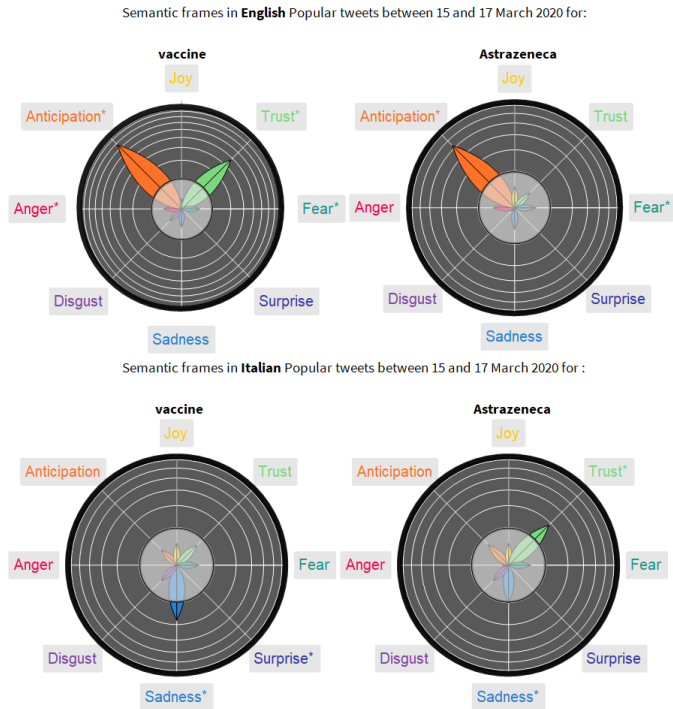 Semantic frames in English Popular tweets between 15 and 17 March 2020 for:
vaccine Astrazeneca
Joy Joy
Anticipation* Trust* Anticipation* Trust
Anger* Fear* Anger Fear*
Disgust Surprise Disgust Surprise
Sadness Sadness
Semantic frames in Italian Popular tweets between 15 and 17 March 2020 for :
vaccine Astrazeneca
Joy Joy
Anticipation Trust Anticipation Trust*
Anger Fear Anger Fear
Disgust Surprise* Disgust Surprise
Sadness* Sadness*